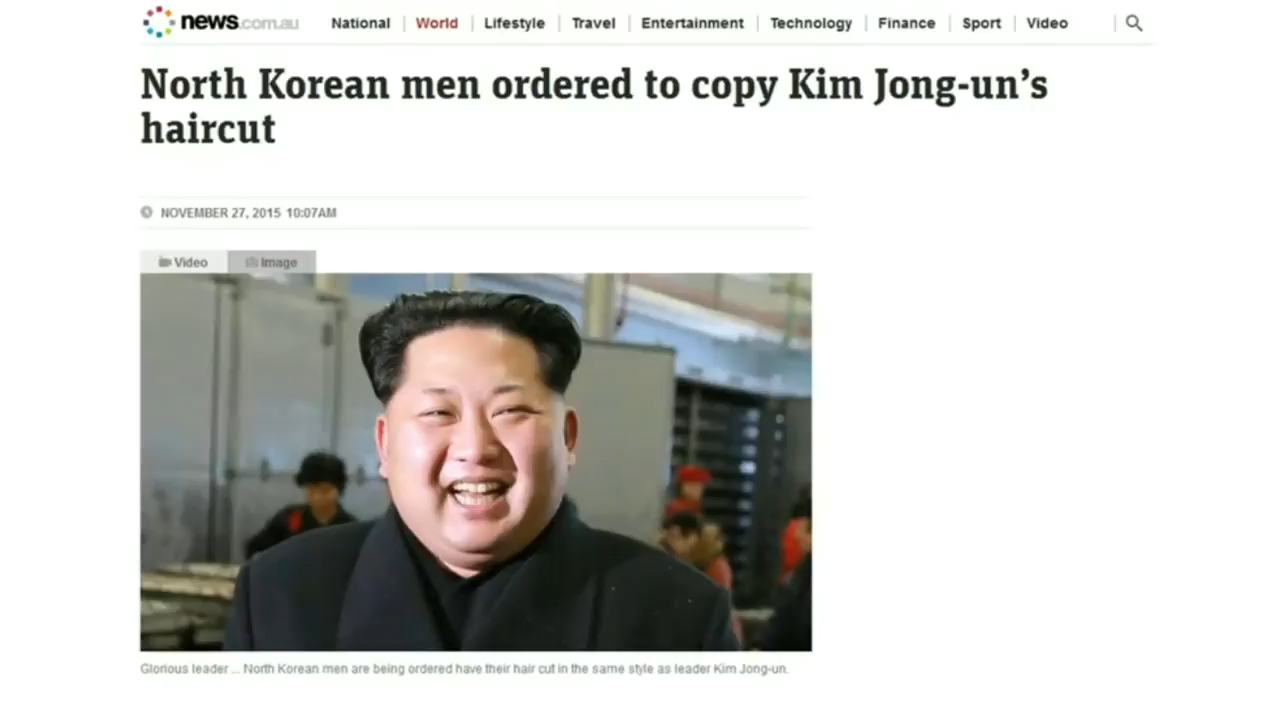 news.com.au National World Lifestyle Travel Entertainment Technology Finance Sport Video
North Korean men ordered to copy Kim Jong-un’s
haircut
NOVEMBER 27, 2015 10:07AM
Video Image
Glorious leader ... North Korean men are being ordered have their hair cut in the same style as leader Kim Jong-un.